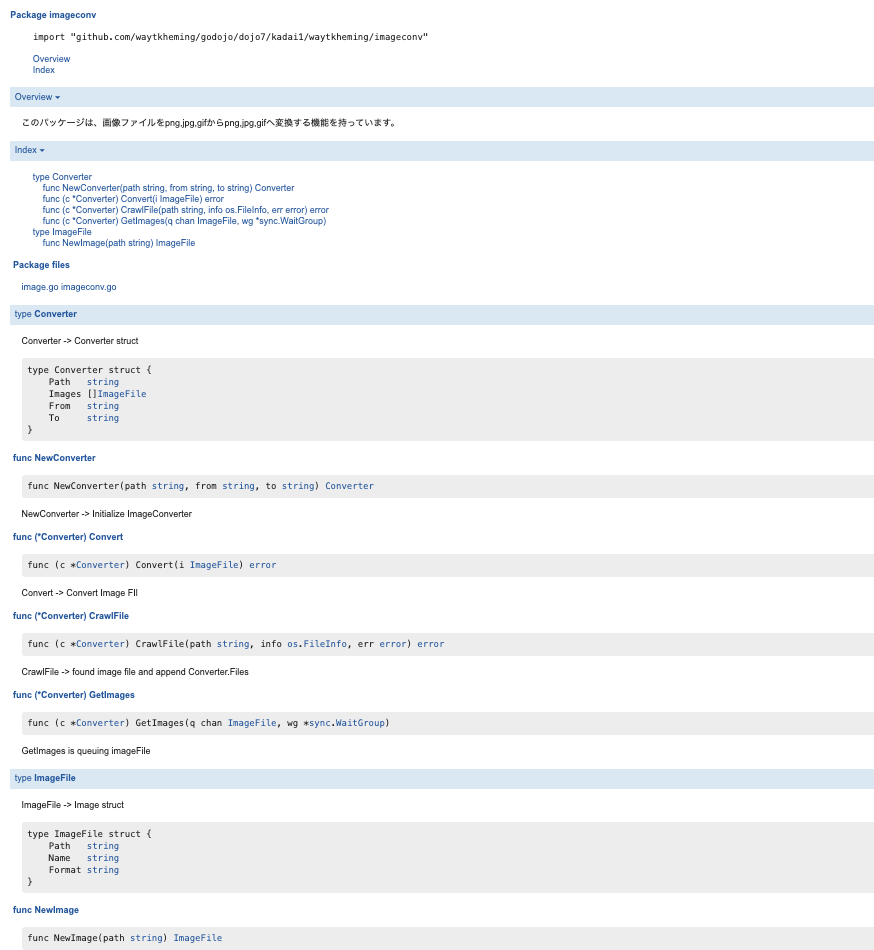 Package imageconv
import "github.com/waytkheming/godojo/dojo7/kadai1/waytkheming/imageconv"
Overview
Index
Overview ▾
このパッケージは、画像ファイルをpng,jpg,gifからpng,jpg,gifへ変換する機能を持っています。
Index ▾
type Converter
func NewConverter(path string, from string, to string) Converter
func (c *Converter) Convert(i ImageFile) error
func (c *Converter) CrawlFile(path string, info os.FileInfo, err error) error
func (c *Converter) GetImages(q chan ImageFile, wg *sync.WaitGroup)
type ImageFile
func NewImage(path string) ImageFile
Package files
image.go imageconv.go
type Converter
Converter -> Converter struct
type Converter struct {
    Path   string
    Images []ImageFile
    From   string
    To     string
}
func NewConverter
func NewConverter(path string, from string, to string) Converter
NewConverter -> Initialize ImageConverter
func (*Converter) Convert
func (c *Converter) Convert(i ImageFile) error
Convert -> Convert Image FIl
func (*Converter) CrawlFile
func (c *Converter) CrawlFile(path string, info os.FileInfo, err error) error
CrawlFile -> found image file and append Converter.Files
func (*Converter) GetImages
func (c *Converter) GetImages(q chan ImageFile, wg *sync.WaitGroup)
GetImages is queuing imageFile
type ImageFile
ImageFile -> Image struct
type ImageFile struct {
    Path   string
    Name   string
    Format string
}
func NewImage
func NewImage(path string) ImageFile